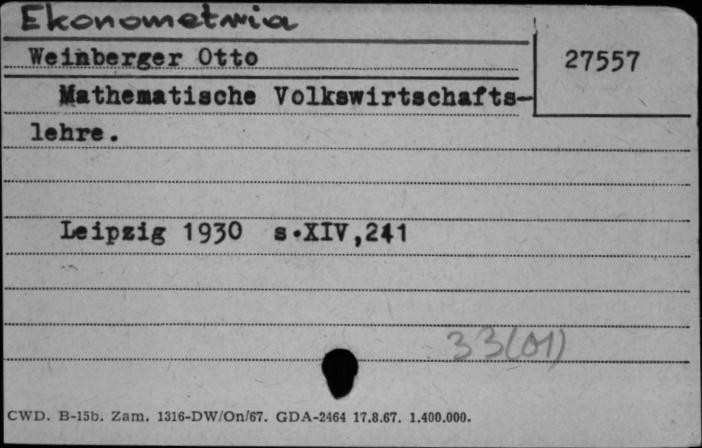 Ekonometria
Weinberger Otto
27557
Mathematische Volkswirtschafts-
lehre.
Leipzig 1930 s.XIV,241
33(01)
CWD. B-15b. Zam. 1316-DW/On/67. GDA-2464 17.8.67. 1.400.000.